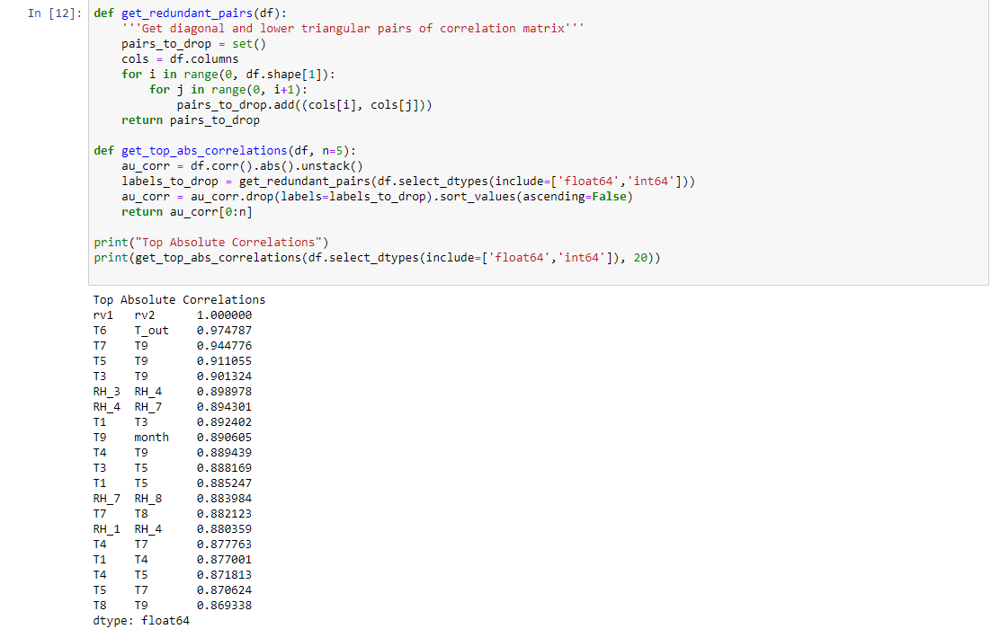 In [12]: def get_redundant_pairs(df):
    '''Get diagonal and lower triangular pairs of correlation matrix'''
    pairs_to_drop = set()
    cols = df.columns
    for i in range(0, df.shape[1]):
        for j in range(0, i+1):
            pairs_to_drop.add((cols[i], cols[j]))
    return pairs_to_drop

def get_top_abs_correlations(df, n=5):
    au_corr = df.corr().abs().unstack()
    labels_to_drop = get_redundant_pairs(df.select_dtypes(include=['float64','int64']))
    au_corr = au_corr.drop(labels=labels_to_drop).sort_values(ascending=False)
    return au_corr[0:n]

print("Top Absolute Correlations")
print(get_top_abs_correlations(df.select_dtypes(include=['float64','int64']), 20))

Top Absolute Correlations
rv1   rv2      1.000000
T6    T_out    0.974787
T7    T9       0.944776
T5    T9       0.911055
T3    T9       0.901324
RH_3  RH_4     0.898978
RH_4  RH_7     0.894301
T1    T3       0.892402
T9    month    0.890605
T4    T9       0.889439
T3    T5       0.888169
T1    T5       0.885247
RH_7  RH_8     0.883984
T7    T8       0.882123
RH_1  RH_4     0.880359
T4    T7       0.877763
T1    T4       0.877001
T4    T5       0.871813
T5    T7       0.870624
T8    T9       0.869338
dtype: float64